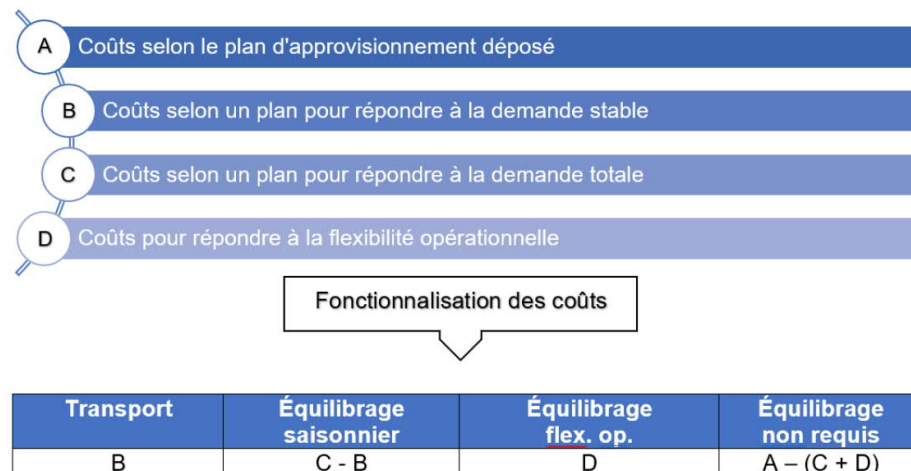 A Coûts selon le plan d'approvisionnement déposé
B Coûts selon un plan pour répondre à la demande stable
C Coûts selon un plan pour répondre à la demande totale
D Coûts pour répondre à la flexibilité opérationnelle
Fonctionnalisation des coûts
Transport Équilibrage Équilibrage Équilibrage
saisonnier flex. op. non requis
B C - B D A – (C + D)